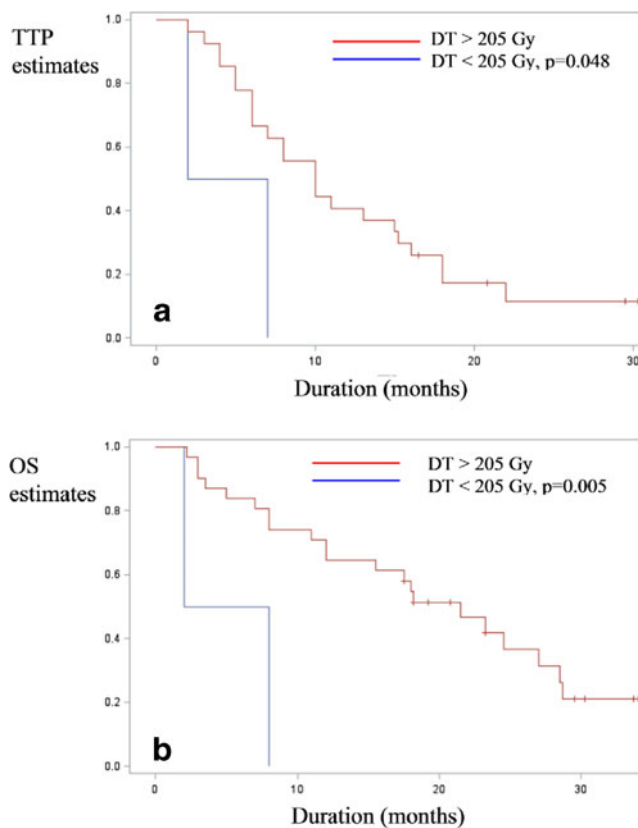 TTP
estimates
DT > 205 Gy
DT < 205 Gy, p=0.048
1.0
0.8
0.6
0.4
0.2
0.0
a
0 10 20 30
Duration (months)
OS
estimates
DT > 205 Gy
DT < 205 Gy, p=0.005
1.0
0.8
0.6
0.4
0.2
0.0
b
0 10 20 30
Duration (months)